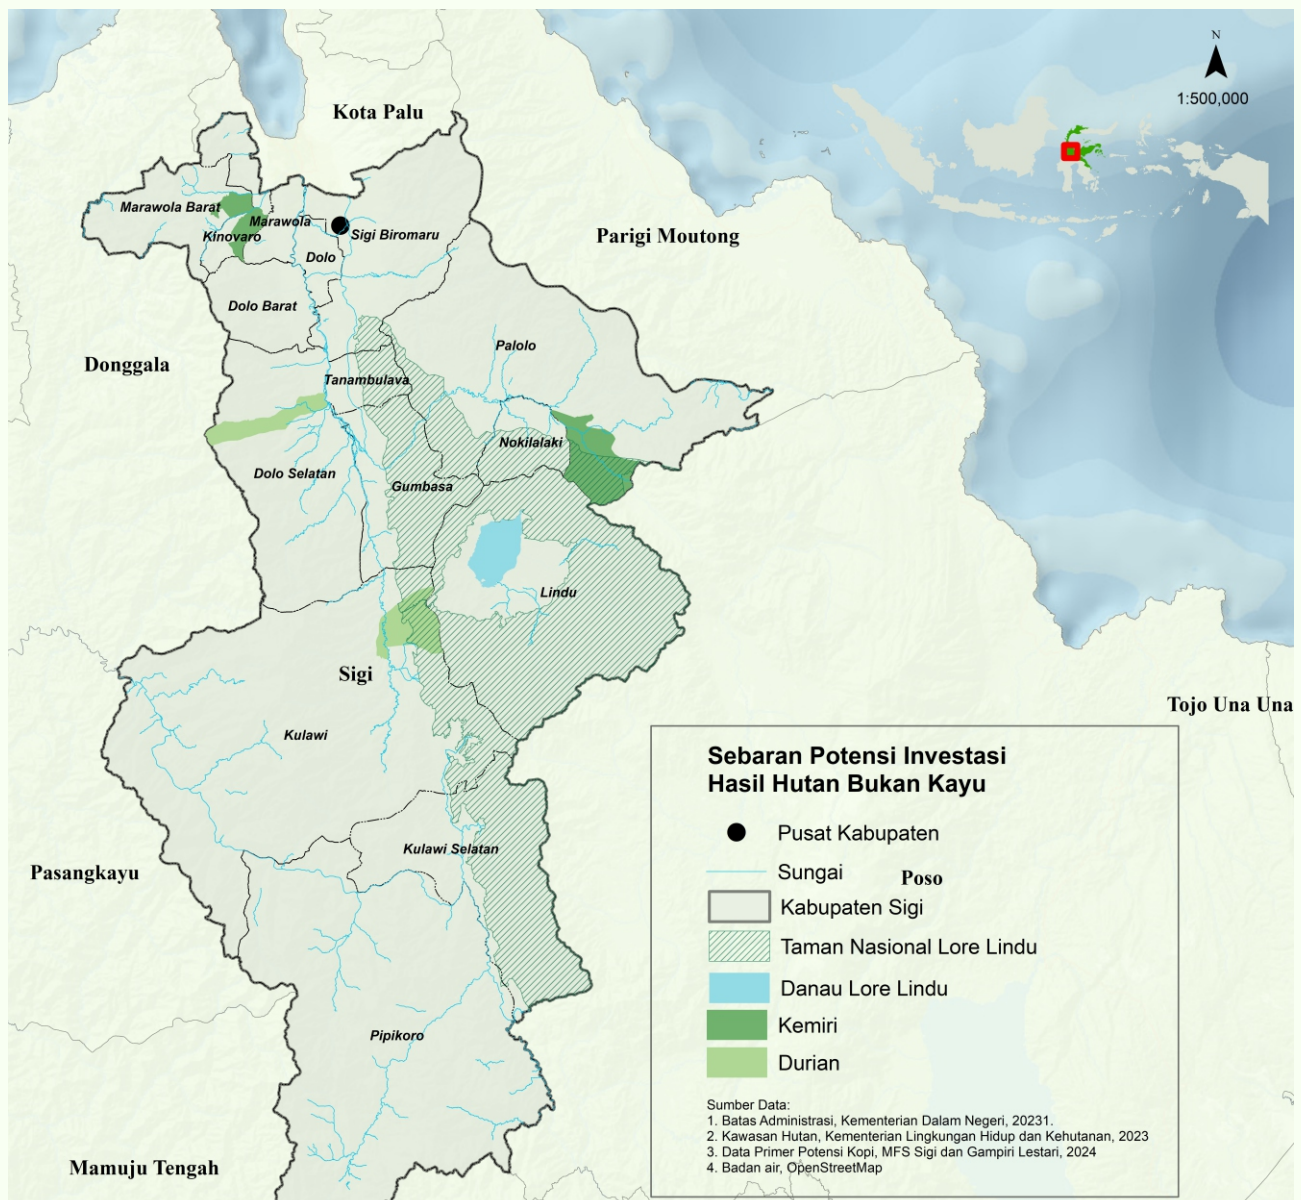 N
1:500,000
Kota Palu
Marawola Barat
Marawola
Kinovaro
Sigi Biromaru
Parigi Moutong
Dolo
Dolo Barat
Palolo
Donggala
Tanambulava
Nokilalaki
Dolo Selatan
Gumbasa
Lindu
Sigi
Tojo Una Una
Kulawi
Kulawi Selatan
Pasangkayu
Poso
Pipikoro
Mamuju Tengah
Sebaran Potensi Investasi
Hasil Hutan Bukan Kayu
Pusat Kabupaten
Sungai
Kabupaten Sigi
Taman Nasional Lore Lindu
Danau Lore Lindu
Kemiri
Durian
Sumber Data:
1. Batas Administrasi, Kementerian Dalam Negeri, 20231.
2. Kawasan Hutan, Kementerian Lingkungan Hidup dan Kehutanan, 2023
3. Data Primer Potensi Kopi, MFS Sigi dan Gampiri Lestari, 2024
4. Badan air, OpenStreetMap